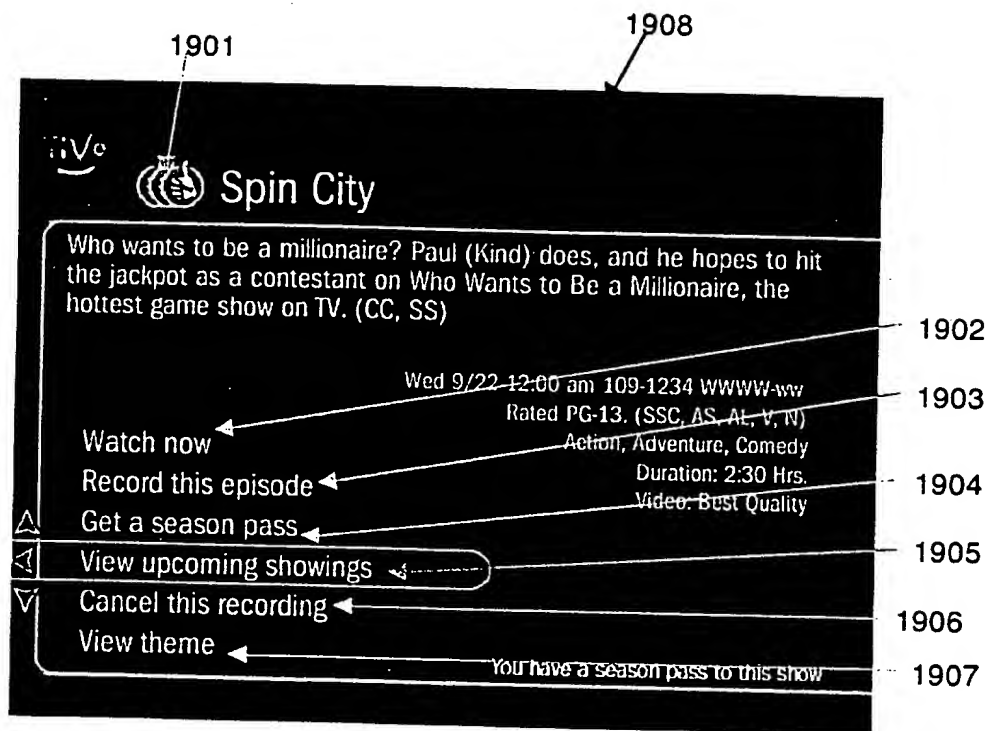 1901
1908
TiVo
Spin City
Who wants to be a millionaire? Paul (Kind) does, and he hopes to hit
the jackpot as a contestant on Who Wants to Be a Millionaire, the
hottest game show on TV. (CC, SS)
1902
Wed 9/22 12:00 am 109-1234 WWWW-ww
1903
Rated PG-13. (SSC, AS, AL, V, N)
Watch now
Action, Adventure, Comedy
Record this episode
Duration: 2:30 Hrs.
1904
Video: Best Quality
Get a season pass
1905
View upcoming showings
Cancel this recording
1906
View theme
You have a season pass to this show
1907